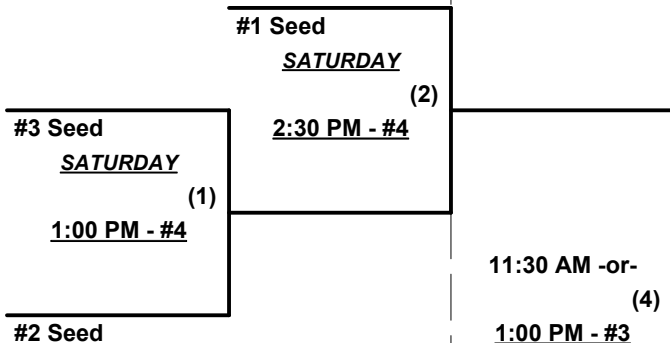 #1 Seed
SATURDAY
(2)
2:30 PM - #4
#3 Seed
SATURDAY
(1)
1:00 PM - #4
#2 Seed
11:30 AM -or-
(4)
1:00 PM - #3